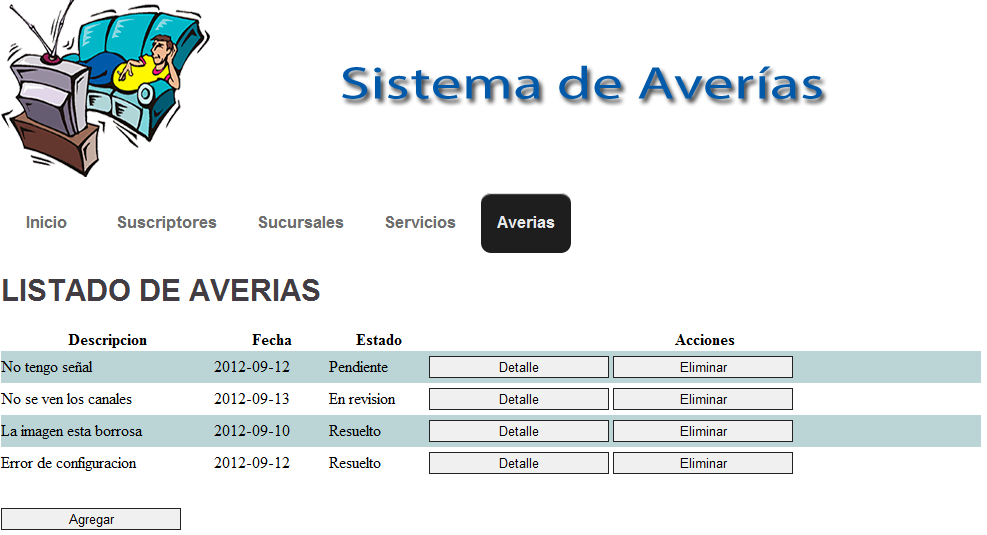 Sistema de Averías
Inicio Suscriptores Sucursales Servicios Averias
LISTADO DE AVERIAS
Descripcion Fecha Estado Acciones
No tengo señal 2012-09-12 Pendiente Detalle Eliminar
No se ven los canales 2012-09-13 En revision Detalle Eliminar
La imagen esta borrosa 2012-09-10 Resuelto Detalle Eliminar
Error de configuracion 2012-09-12 Resuelto Detalle Eliminar
Agregar